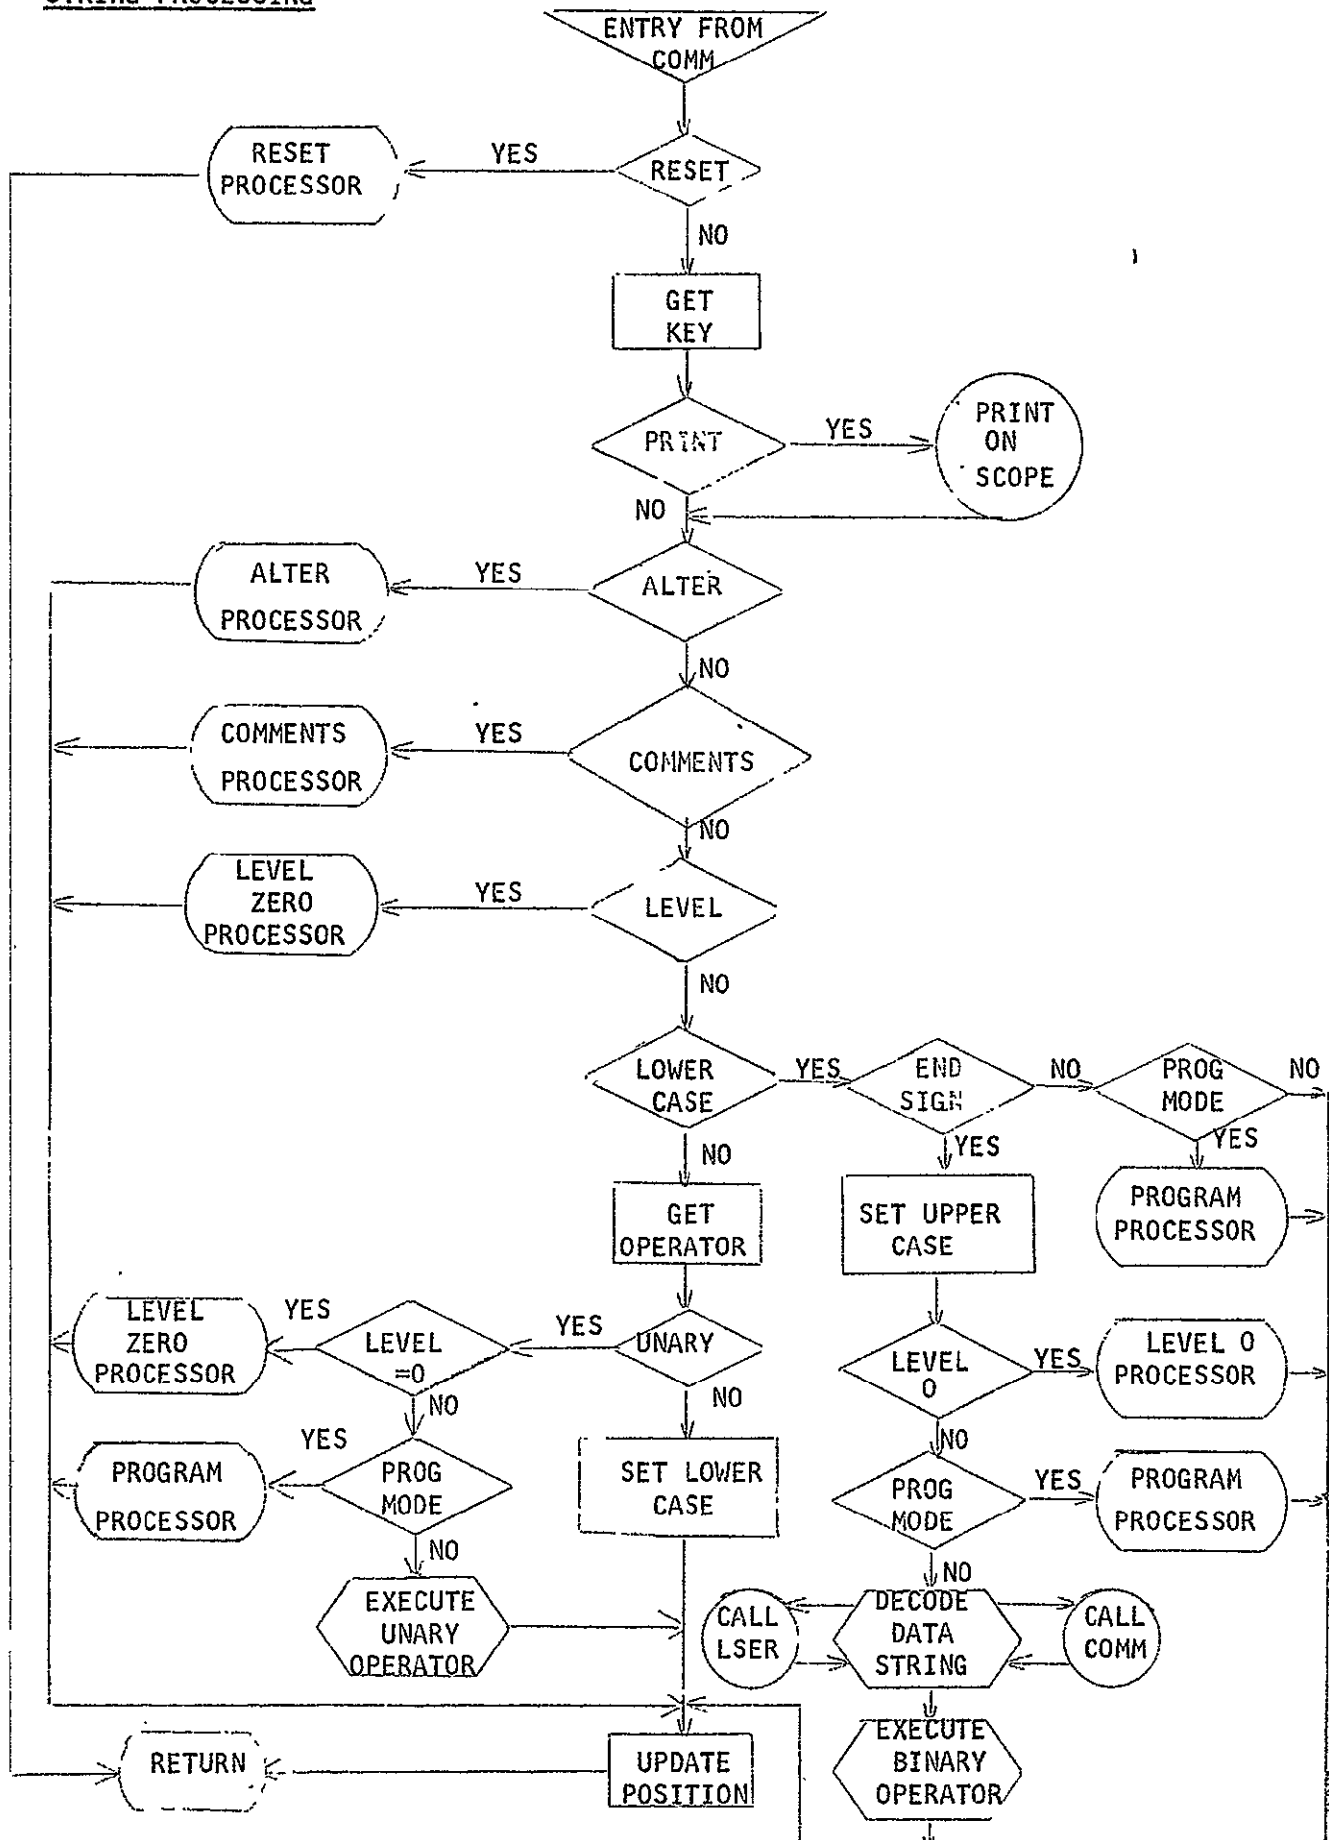 STRING PROCESSING
ENTRY FROM
COMM
RESET
PROCESSOR
YES
RESET
NO
GET
KEY
PRINT
YES
PRINT
ON
SCOPE
NO
ALTER
PROCESSOR
YES
ALTER
NO
COMMENTS
PROCESSOR
YES
COMMENTS
NO
LEVEL
ZERO
PROCESSOR
YES
LEVEL
NO
LOWER
CASE
YES
END
SIGN
NO
PROG
MODE
NO
NO
YES
YES
GET
OPERATOR
SET UPPER
CASE
PROGRAM
PROCESSOR
LEVEL
ZERO
PROCESSOR
YES
LEVEL
=0
YES
UNARY
LEVEL
0
YES
LEVEL 0
PROCESSOR
NO
NO
NO
PROGRAM
PROCESSOR
YES
PROG
MODE
SET LOWER
CASE
PROG
MODE
YES
PROGRAM
PROCESSOR
NO
NO
EXECUTE
UNARY
OPERATOR
CALL
LSER
DECODE
DATA
STRING
CALL
COMM
RETURN
UPDATE
POSITION
EXECUTE
BINARY
OPERATOR